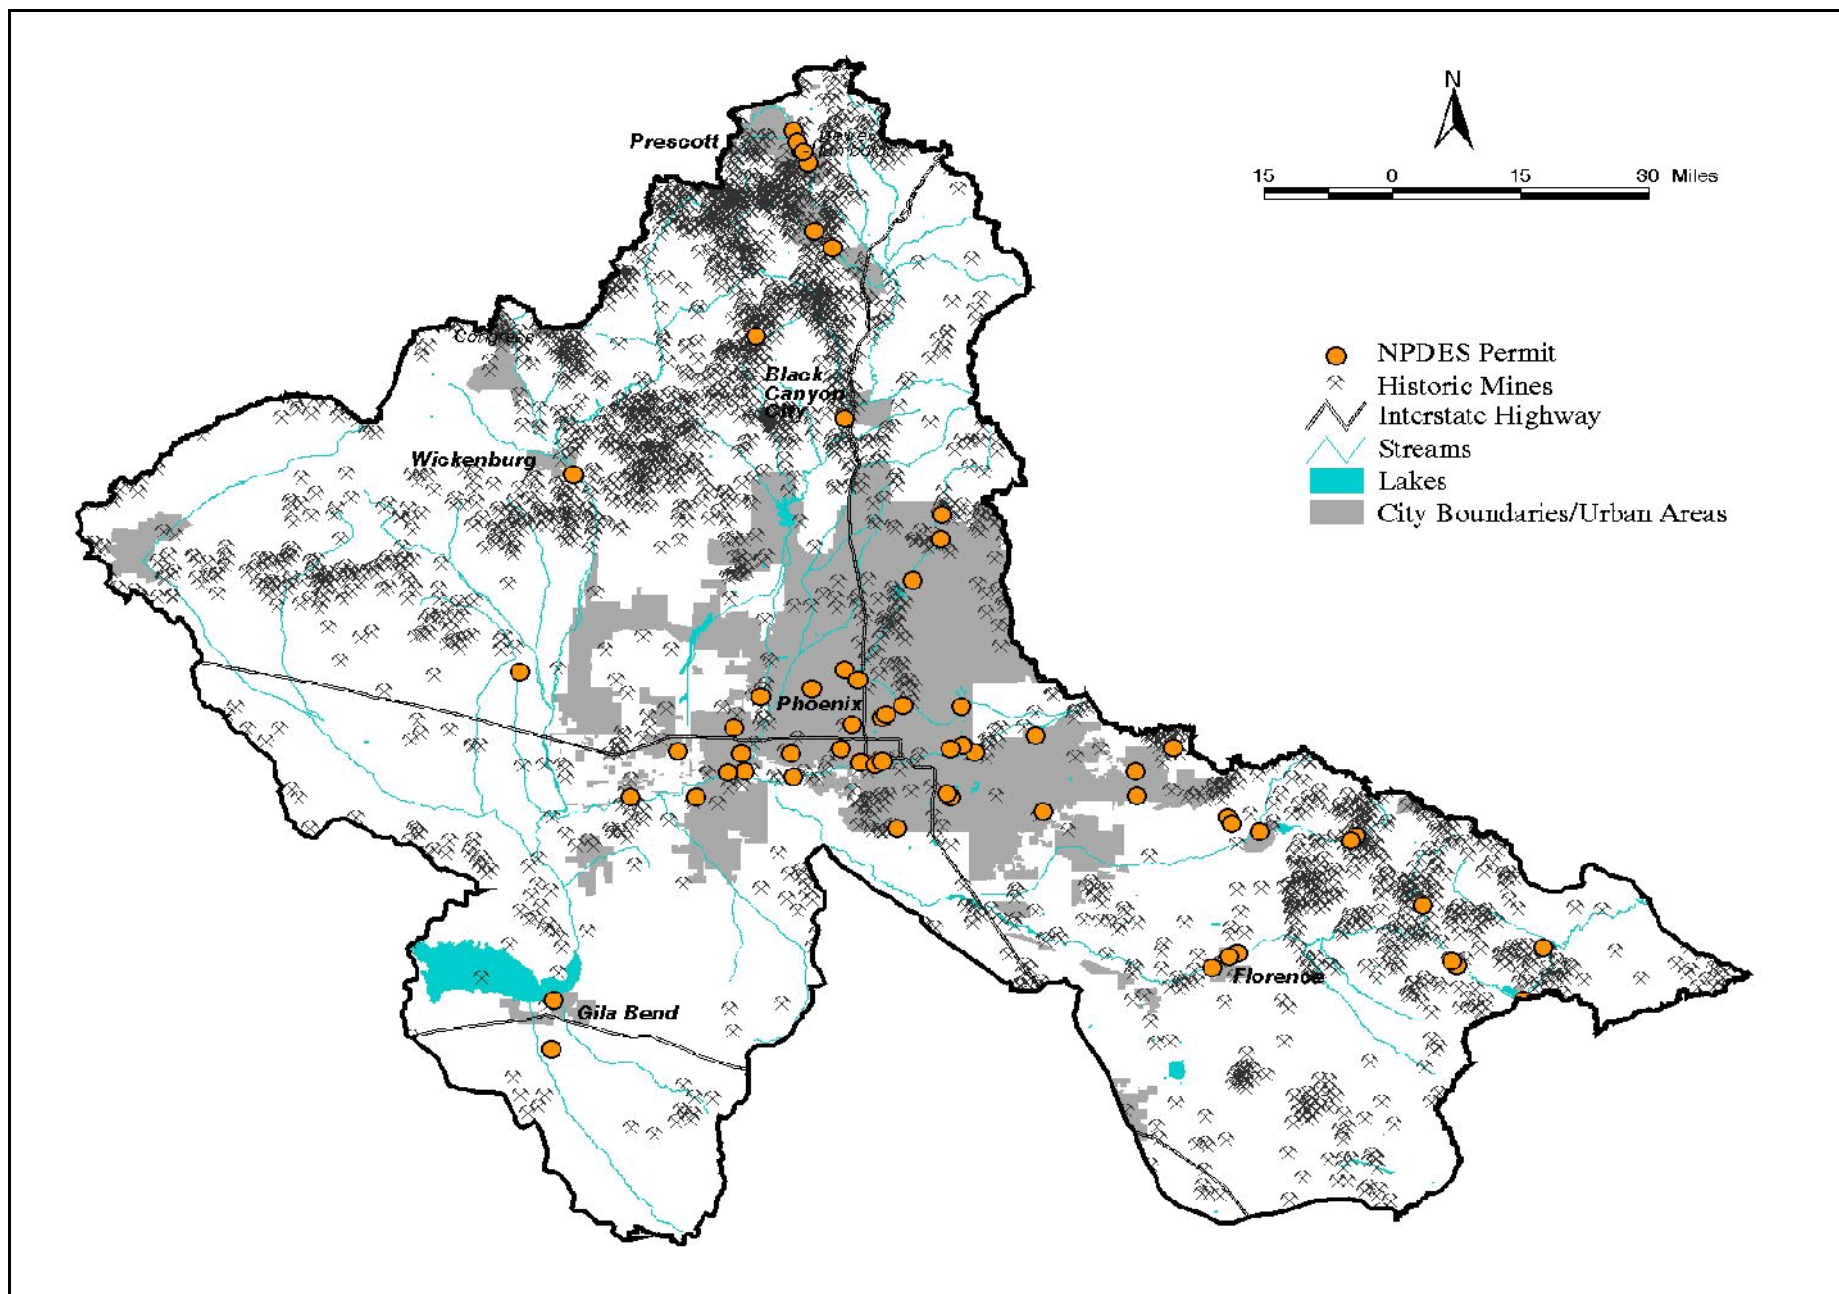 N
Prescott
15 0 15 30 Miles
Congress
NPDES Permit
Black
Canyon
City
Historic Mines
Interstate Highway
Streams
Wickenburg
Lakes
City Boundaries/Urban Areas
Phoenix
Florence
Gila Bend